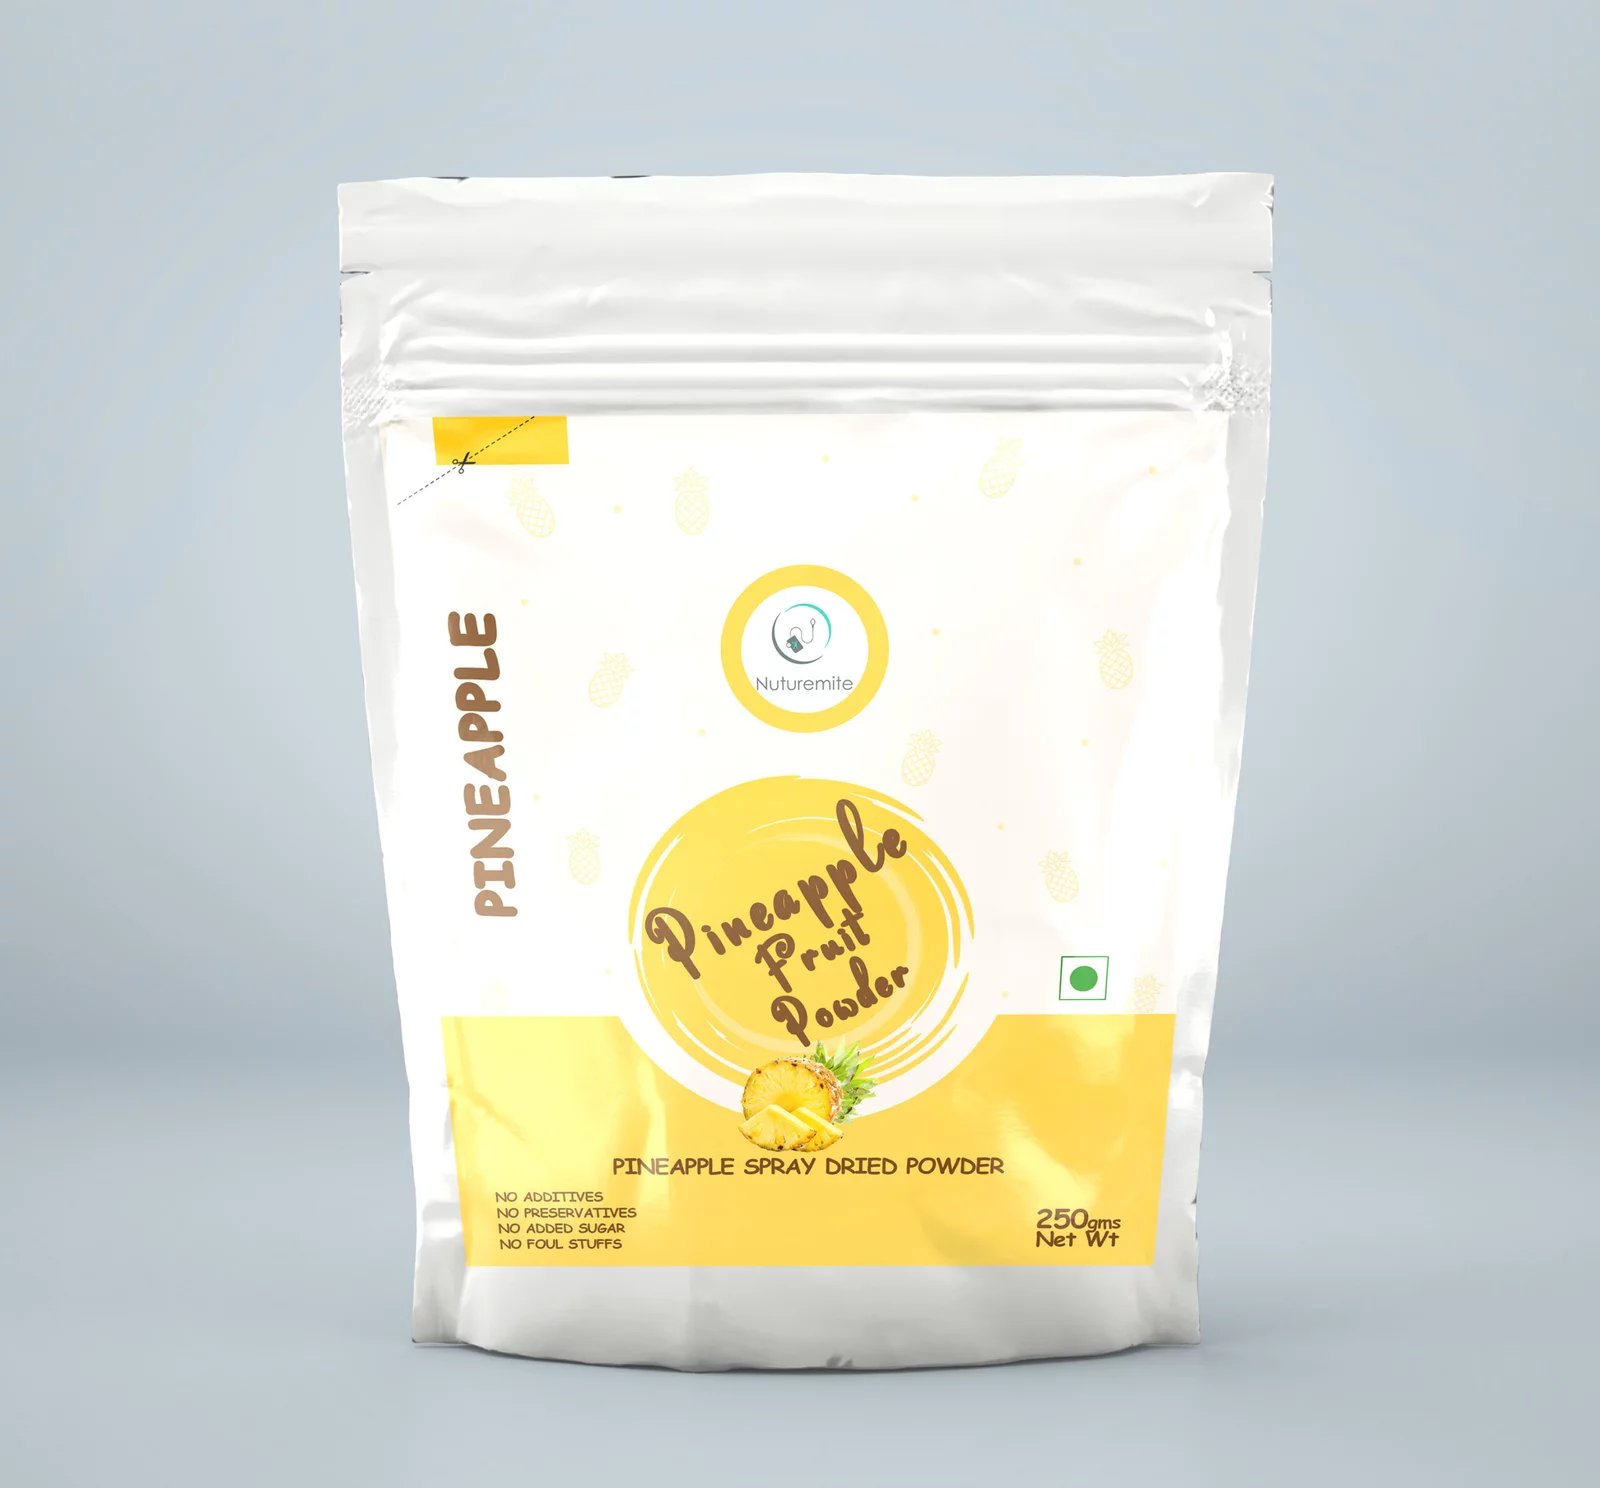 PINEAPPLE
Nuturemite
Pineapple
Fruit
Powder
PINEAPPLE SPRAY DRIED POWDER
NO ADDITIVES
NO PRESERVATIVES
NO ADDED SUGAR
NO FOUL STUFFS
250gms
Net Wt